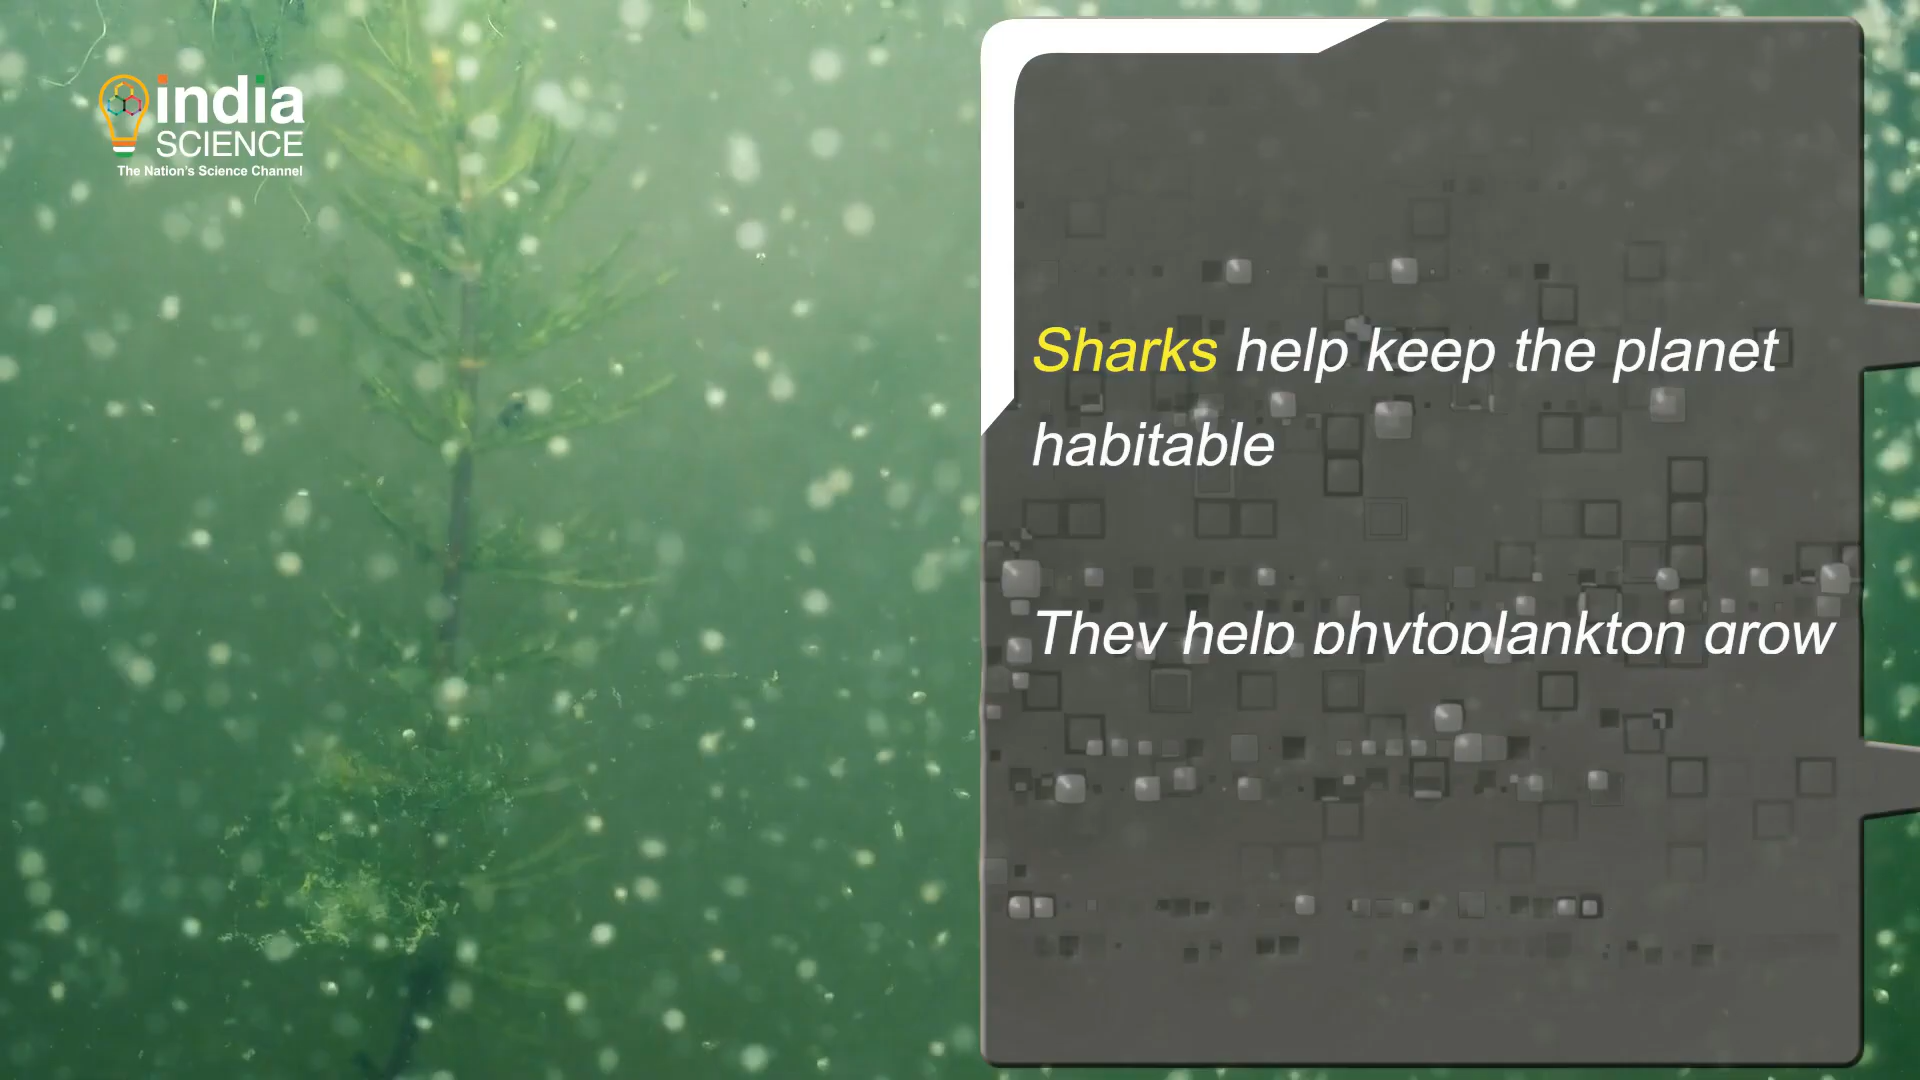 india
SCIENCE
The Nation's Science Channel
Sharks help keep the planet
habitable
They help phytoplankton grow